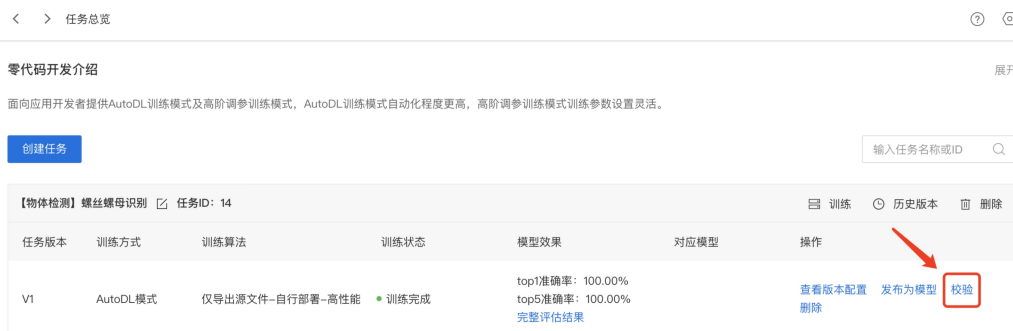 任务总览
零代码开发介绍
展开
面向应用开发者提供AutoDL训练模式及高阶调参训练模式，AutoDL训练模式自动化程度更高，高阶调参训练模式训练参数设置灵活。
创建任务
输入任务名称或ID
【物体检测】螺丝螺母识别 任务ID：14 训练 历史版本 删除
任务版本 训练方式 训练算法 训练状态 模型效果 对应模型 操作
V1 AutoDL模式 仅导出源文件-自行部署-高性能 训练完成
top1准确率：100.00%
top5准确率：100.00%
完整评估结果
查看版本配置 发布为模型 校验
删除